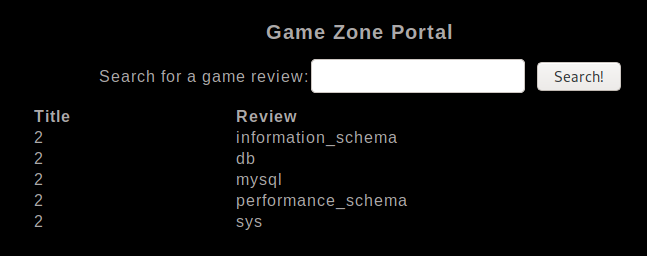 Game Zone Portal
Search for a game review: Search!
Title Review
2 information_schema
2 db
2 mysql
2 performance_schema
2 sys